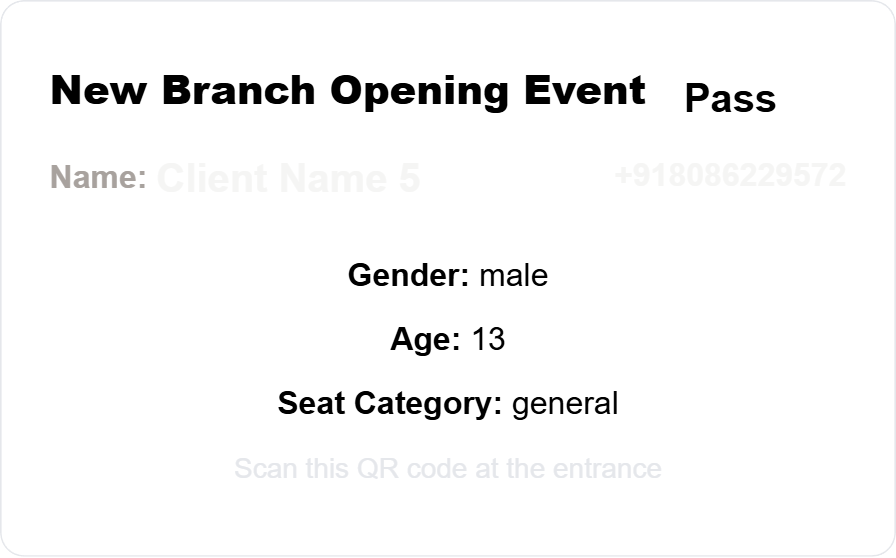 New Branch Opening Event Pass
Name: Client Name 5 +918086229572
Gender: male
Age: 13
Seat Category: general
Scan this QR code at the entrance